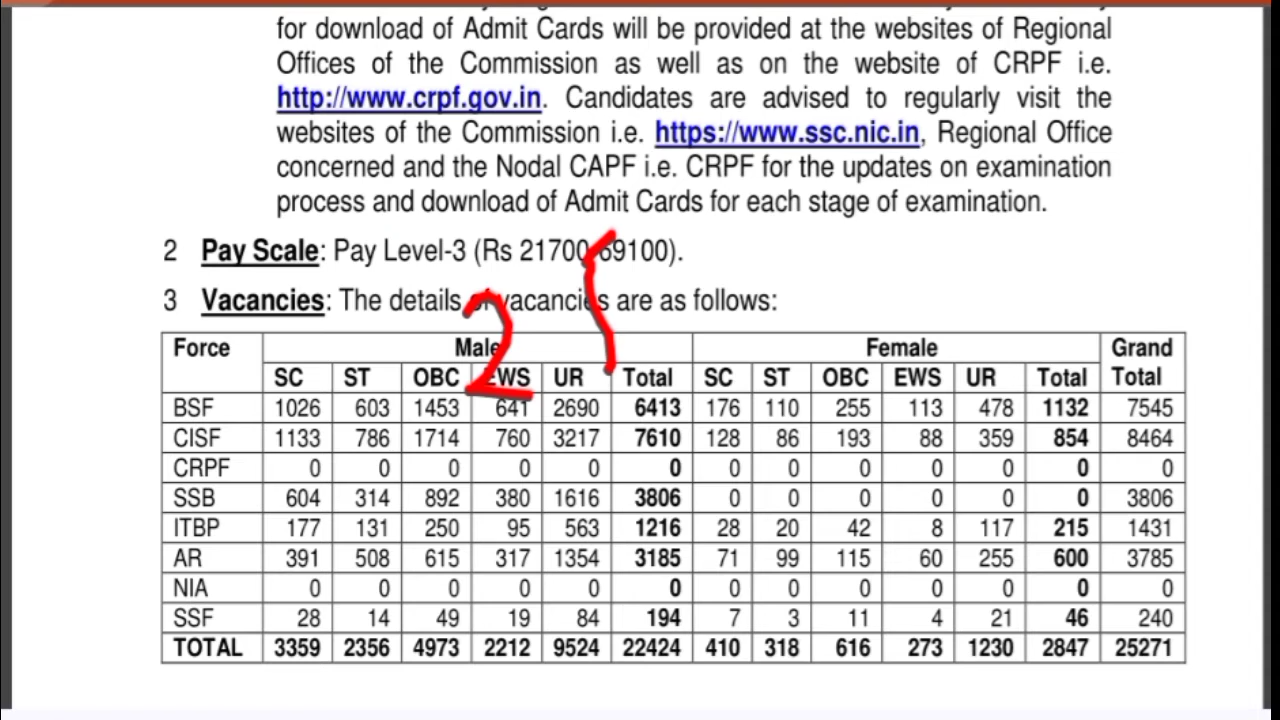 for download of Admit Cards will be provided at the websites of Regional
Offices of the Commission as well as on the website of CRPF i.e.
http://www.crpf.gov.in. Candidates are advised to regularly visit the
websites of the Commission i.e. https://www.ssc.nic.in, Regional Office
concerned and the Nodal CAPF i.e. CRPF for the updates on examination
process and download of Admit Cards for each stage of examination.
2 Pay Scale: Pay Level-3 (Rs 21700-69100).
3 Vacancies: The details of vacancies are as follows:
2
Force Male Female Grand
SC ST OBC EWS UR Total SC ST OBC EWS UR Total Total
BSF 1026 603 1453 641 2690 6413 176 110 255 113 478 1132 7545
CISF 1133 786 1714 760 3217 7610 128 86 193 88 359 854 8464
CRPF 0 0 0 0 0 0 0 0 0 0 0 0 0
SSB 604 314 892 380 1616 3806 0 0 0 0 0 0 3806
ITBP 177 131 250 95 563 1216 28 20 42 8 117 215 1431
AR 391 508 615 317 1354 3185 71 99 115 60 255 600 3785
NIA 0 0 0 0 0 0 0 0 0 0 0 0 0
SSF 28 14 49 19 84 194 7 3 11 4 21 46 240
TOTAL 3359 2356 4973 2212 9524 22424 410 318 616 273 1230 2847 25271